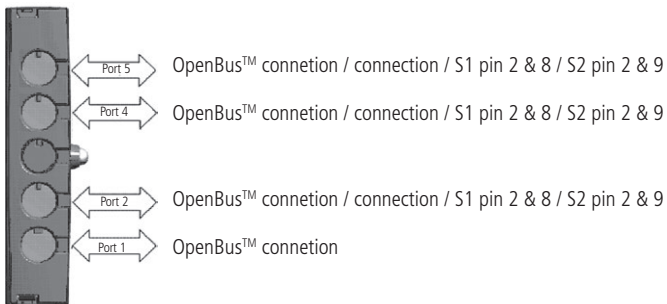 Port 5 OpenBus™ connetion / connection / S1 pin 2 & 8 / S2 pin 2 & 9
Port 4 OpenBus™ connetion / connection / S1 pin 2 & 8 / S2 pin 2 & 9
Port 2 OpenBus™ connetion / connection / S1 pin 2 & 8 / S2 pin 2 & 9
Port 1 OpenBus™ connetion